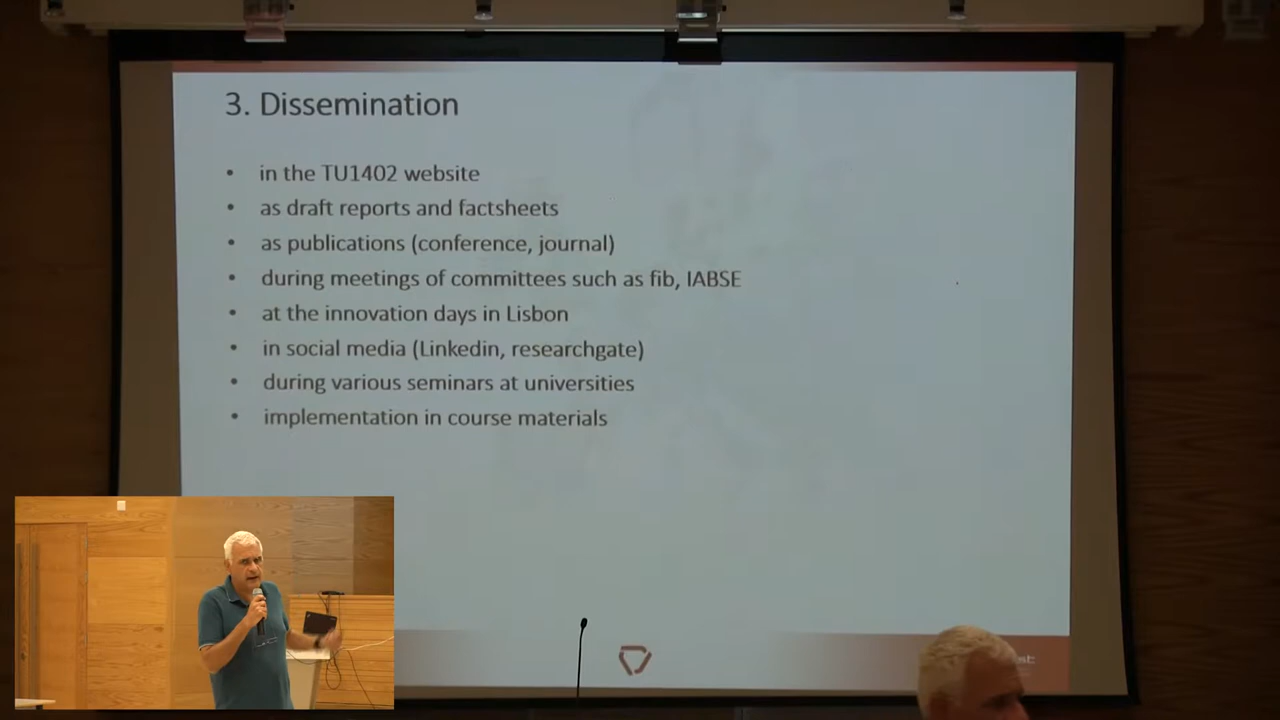 3. Dissemination
• in the TU1402 website
• as draft reports and factsheets
• as publications (conference, journal)
• during meetings of committees such as fib, IABSE
• at the innovation days in Lisbon
• in social media (Linkedin, researchgate)
• during various seminars at universities
• implementation in course materials